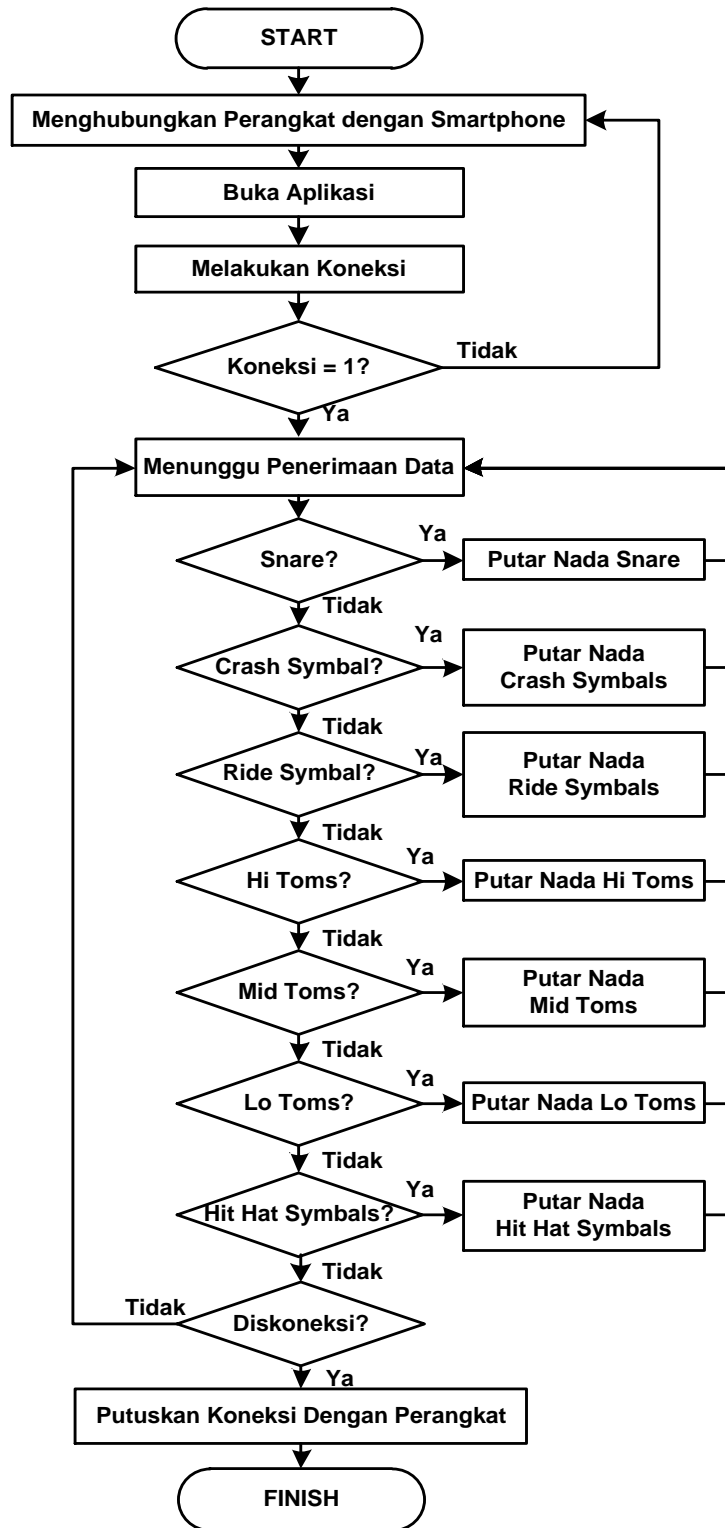 START
Menghubungkan Perangkat dengan Smartphone
Buka Aplikasi
Melakukan Koneksi
Koneksi = 1?
Tidak
Ya
Menunggu Penerimaan Data
Snare?
Ya
Putar Nada Snare
Tidak
Crash Symbal?
Ya
Putar Nada
Crash Symbals
Tidak
Ride Symbal?
Ya
Putar Nada
Ride Symbals
Tidak
Hi Toms?
Ya
Putar Nada Hi Toms
Tidak
Mid Toms?
Ya
Putar Nada
Mid Toms
Tidak
Lo Toms?
Ya
Putar Nada Lo Toms
Tidak
Hit Hat Symbals?
Ya
Putar Nada
Hit Hat Symbals
Tidak
Diskoneksi?
Tidak
Ya
Putuskan Koneksi Dengan Perangkat
FINISH